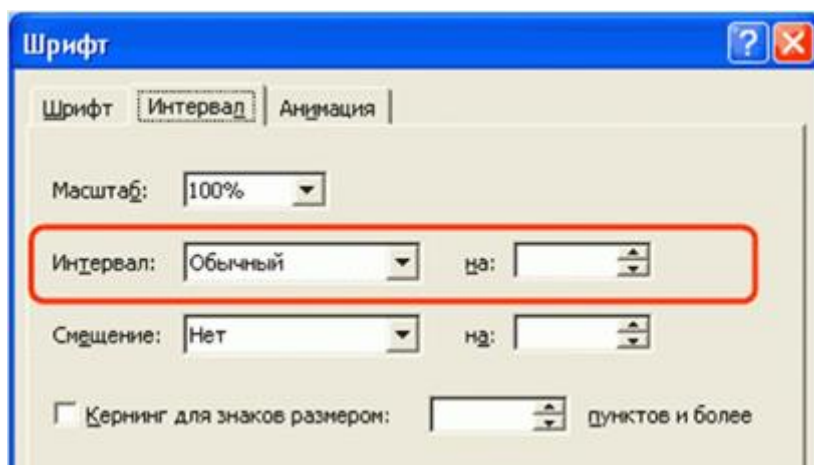 Шрифт
Шрифт Интервал Анимация
Масштаб: 100%
Интервал: Обычный на:
Смещение: Нет на:
Кернинг для знаков размером: пунктов и более